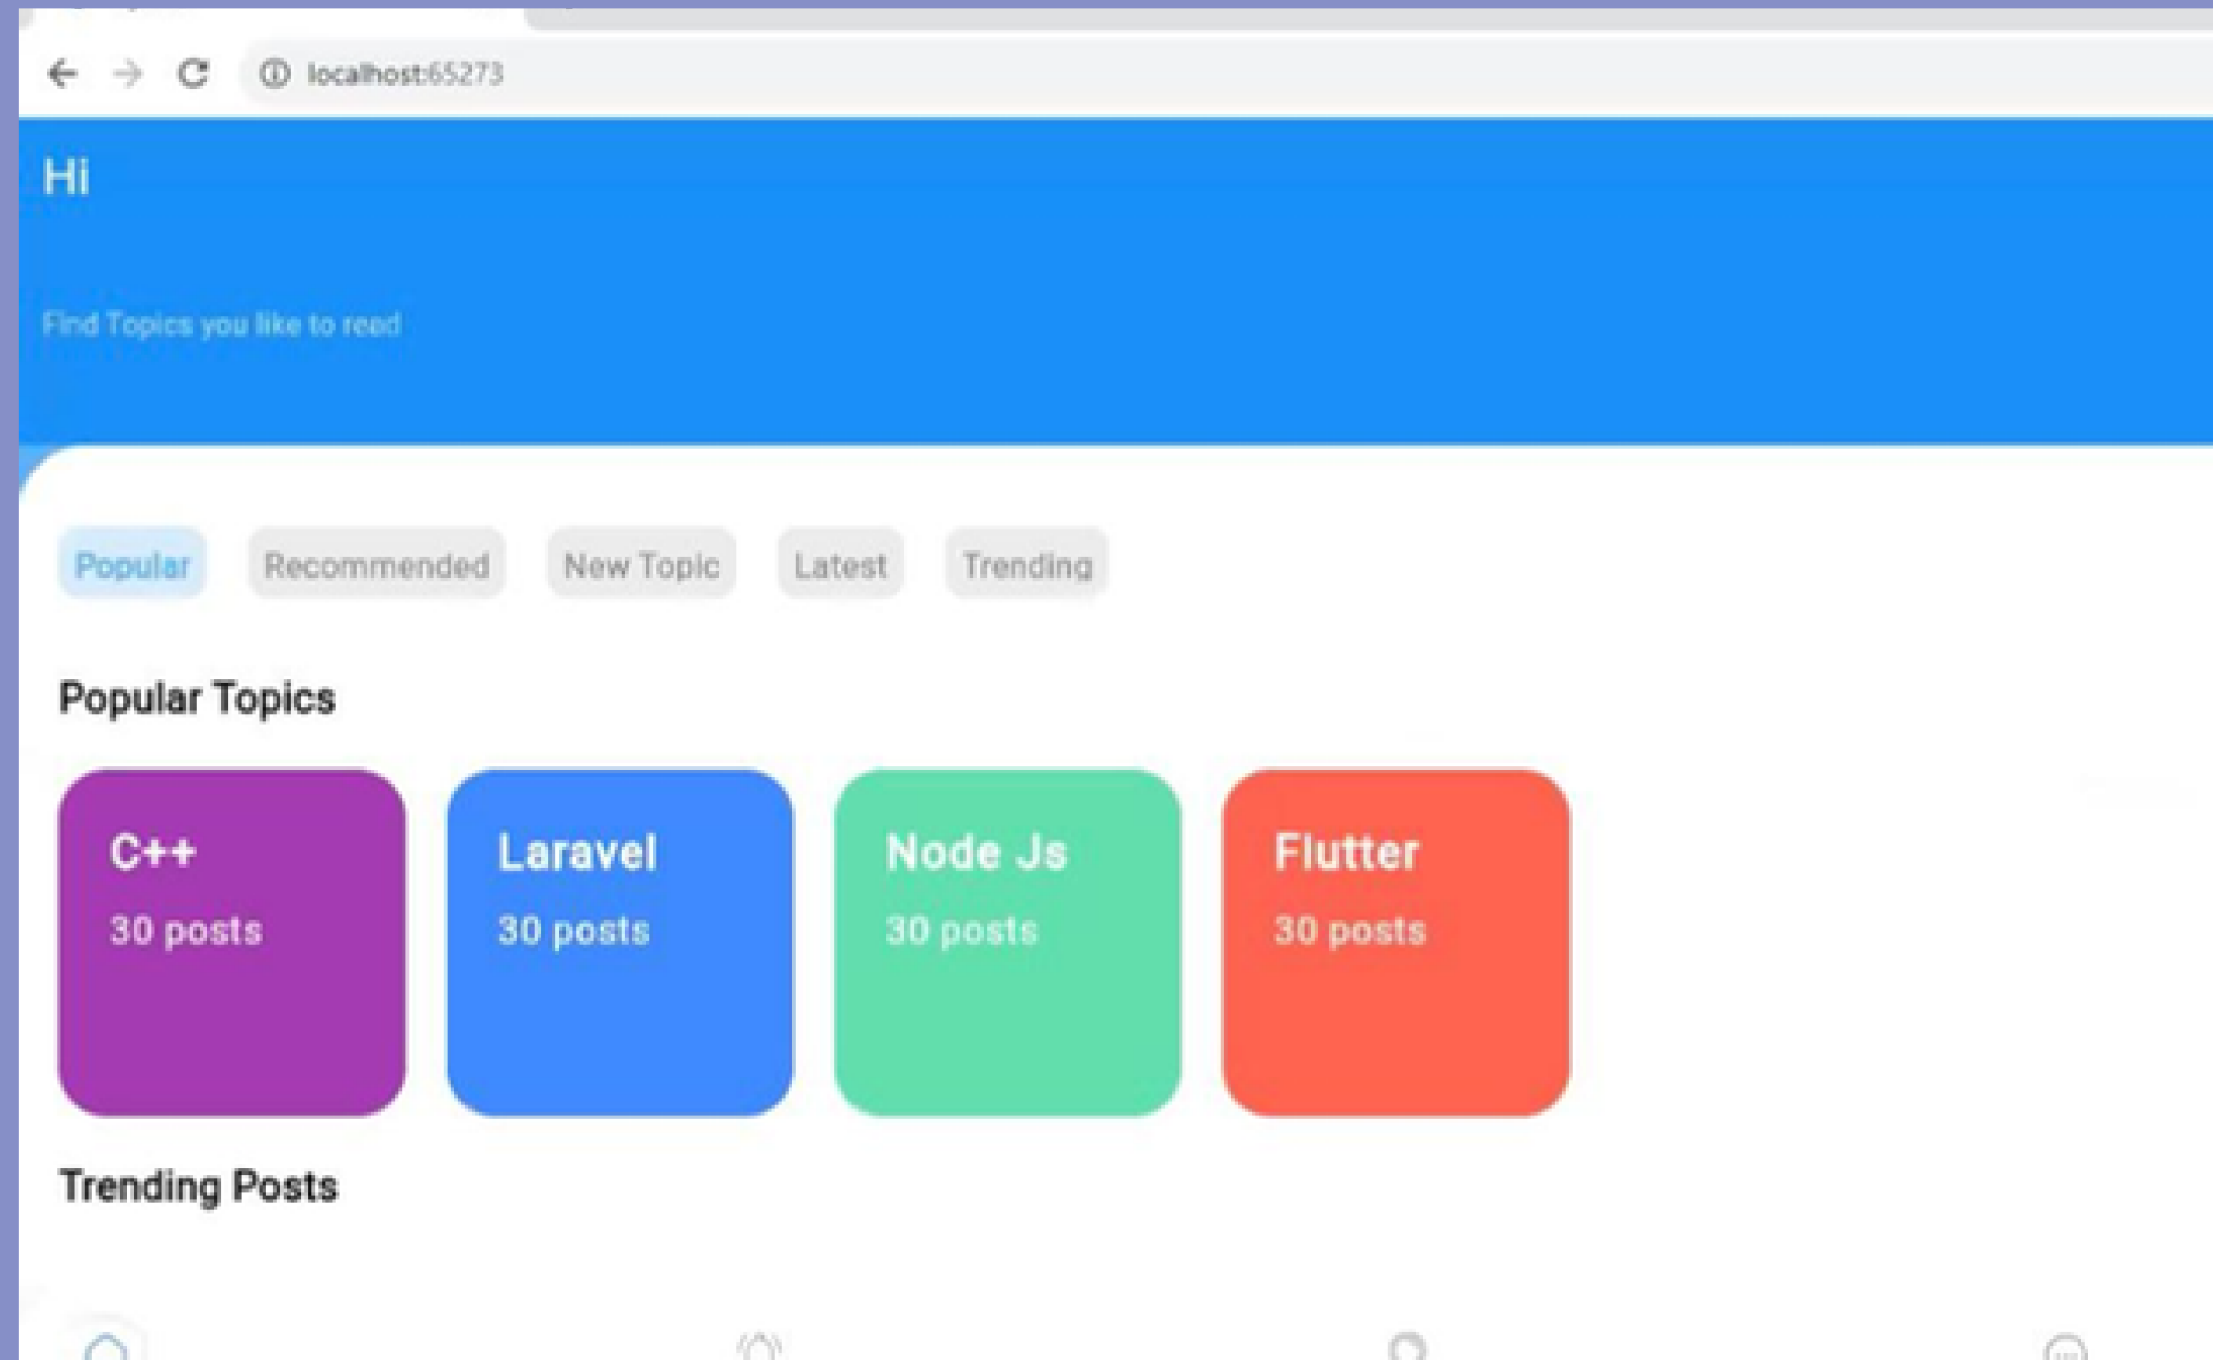 localhost:65273
Hi
Find Topics you like to read
Popular Recommended New Topic Latest Trending
Popular Topics
C++ Laravel Node Js Flutter
30 posts 30 posts 30 posts 30 posts
Trending Posts